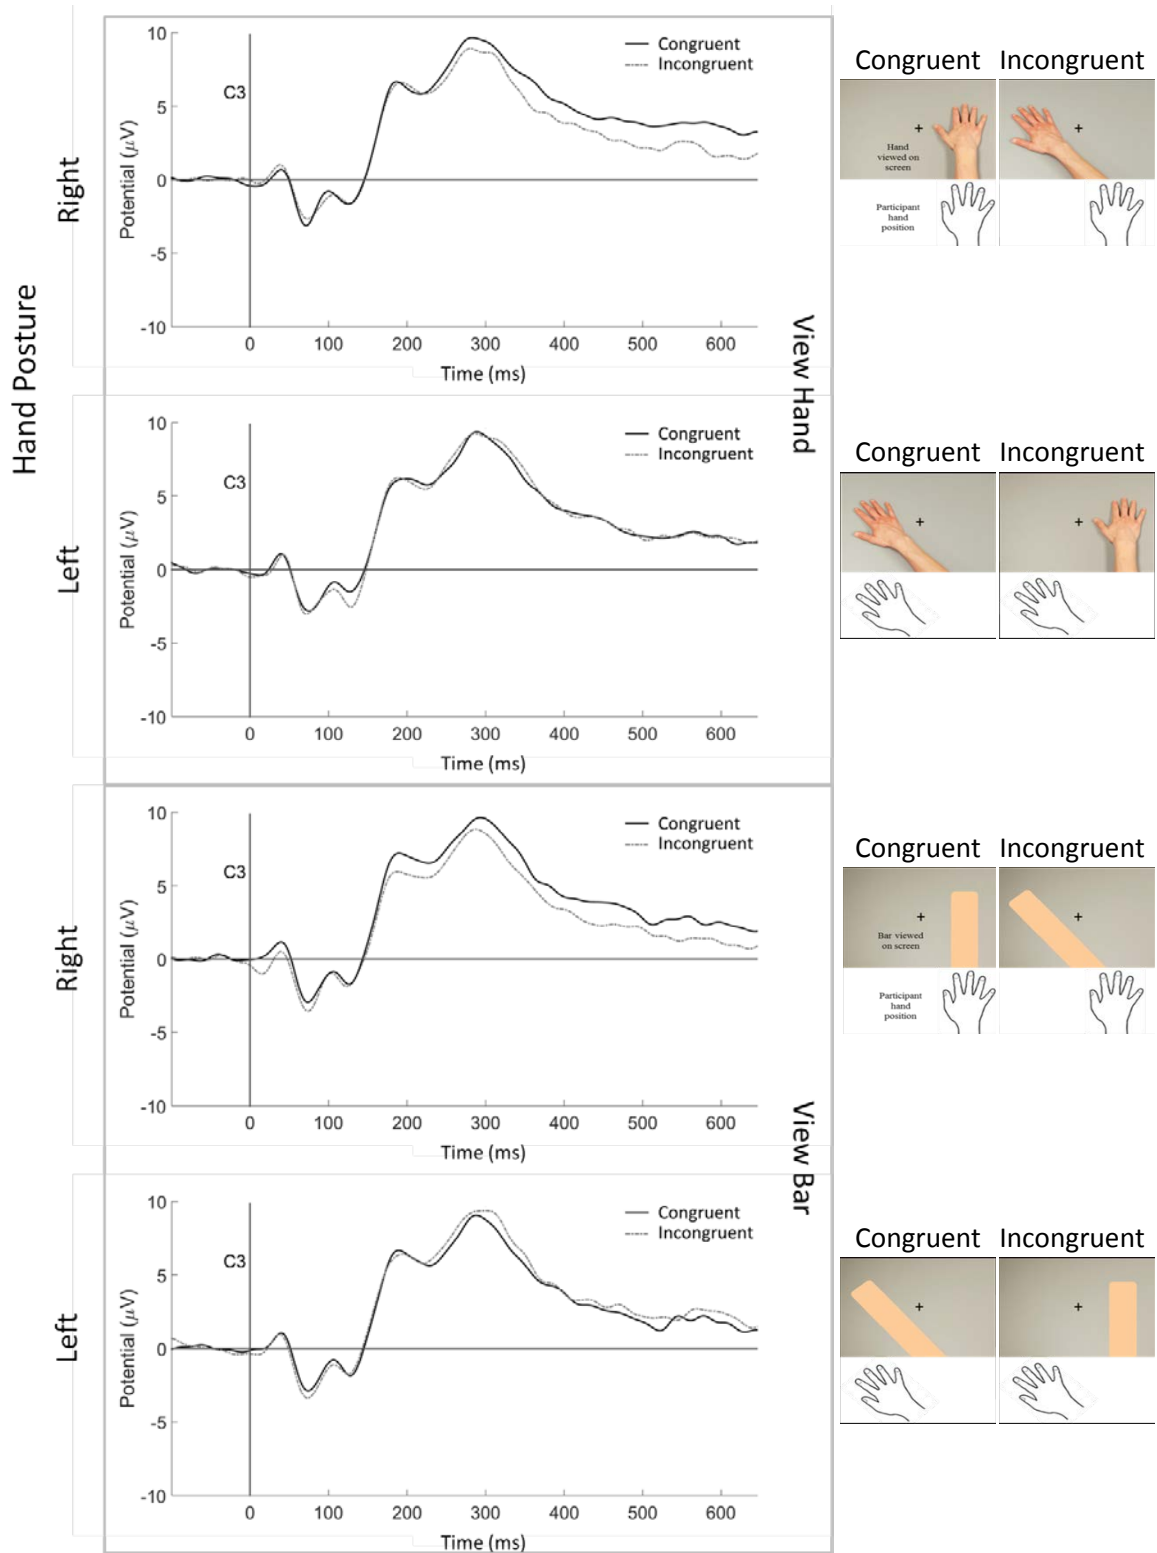 Hand Posture
Right
C3
Potential (μV)
10
5
0
-5
-10
0 100 200 300 400 500 600
Time (ms)
Congruent
Incongruent
View Hand
Congruent Incongruent
+
Hand
viewed on
screen
+
Participant
hand
position
Left
C3
Potential (μV)
10
5
0
-5
-10
0 100 200 300 400 500 600
Time (ms)
Congruent
Incongruent
Congruent Incongruent
+
+
Right
C3
Potential (μV)
10
5
0
-5
-10
0 100 200 300 400 500 600
Time (ms)
Congruent
Incongruent
View Bar
Congruent Incongruent
+
Bar viewed
on screen
+
Participant
hand
position
Left
C3
Potential (μV)
10
5
0
-5
-10
0 100 200 300 400 500 600
Time (ms)
Congruent
Incongruent
Congruent Incongruent
+
+